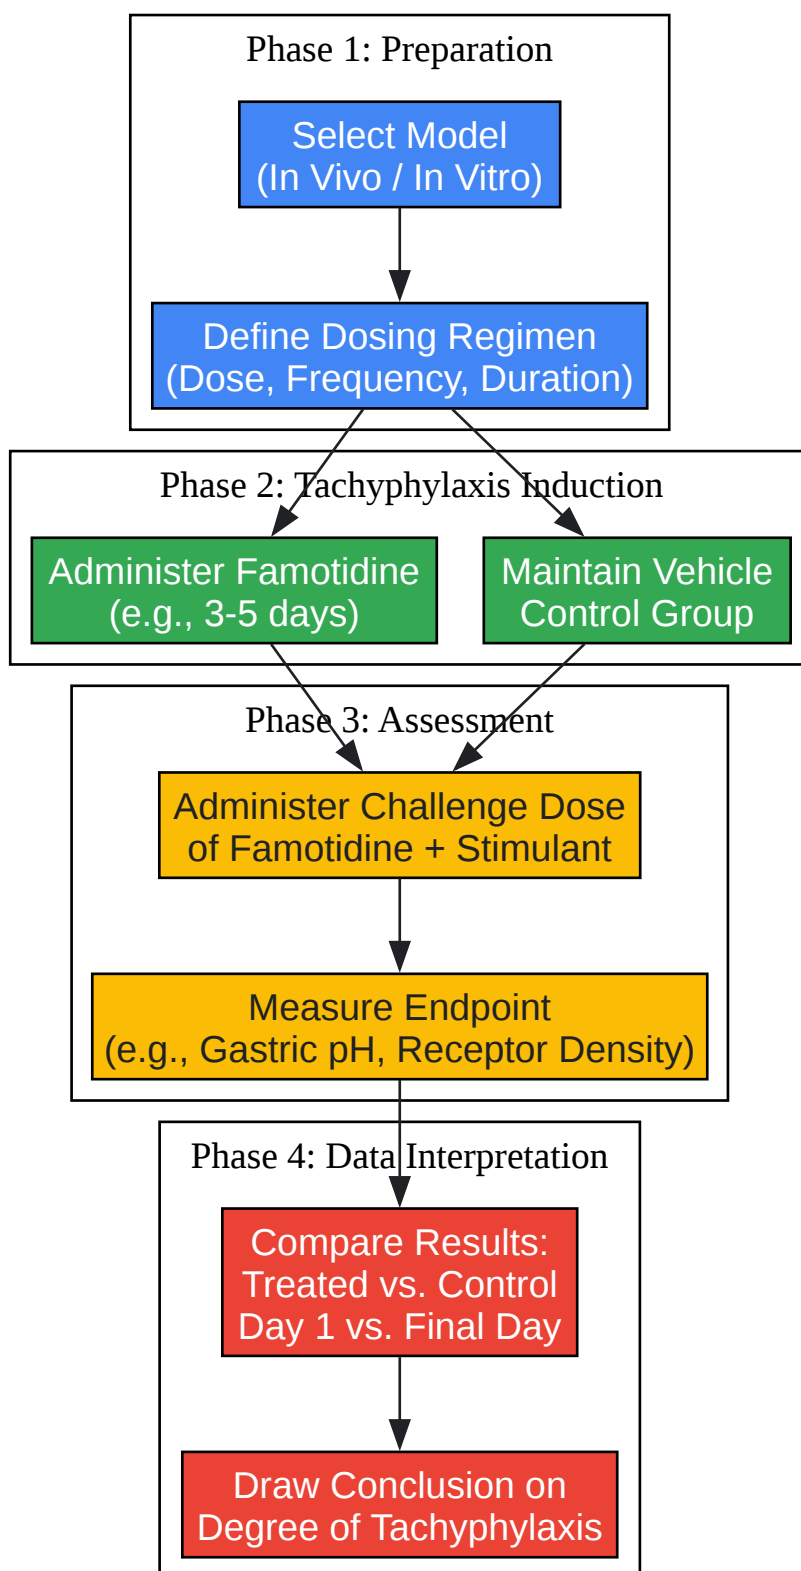 Phase 1: Preparation
Select Model
(In Vivo / In Vitro)
Define Dosing Regimen
(Dose, Frequency, Duration)
Phase 2: Tachyphylaxis Induction
Administer Famotidine
(e.g., 3-5 days)
Maintain Vehicle
Control Group
Phase 3: Assessment
Administer Challenge Dose
of Famotidine + Stimulant
Measure Endpoint
(e.g., Gastric pH, Receptor Density)
Phase 4: Data Interpretation
Compare Results:
Treated vs. Control
Day 1 vs. Final Day
Draw Conclusion on
Degree of Tachyphylaxis